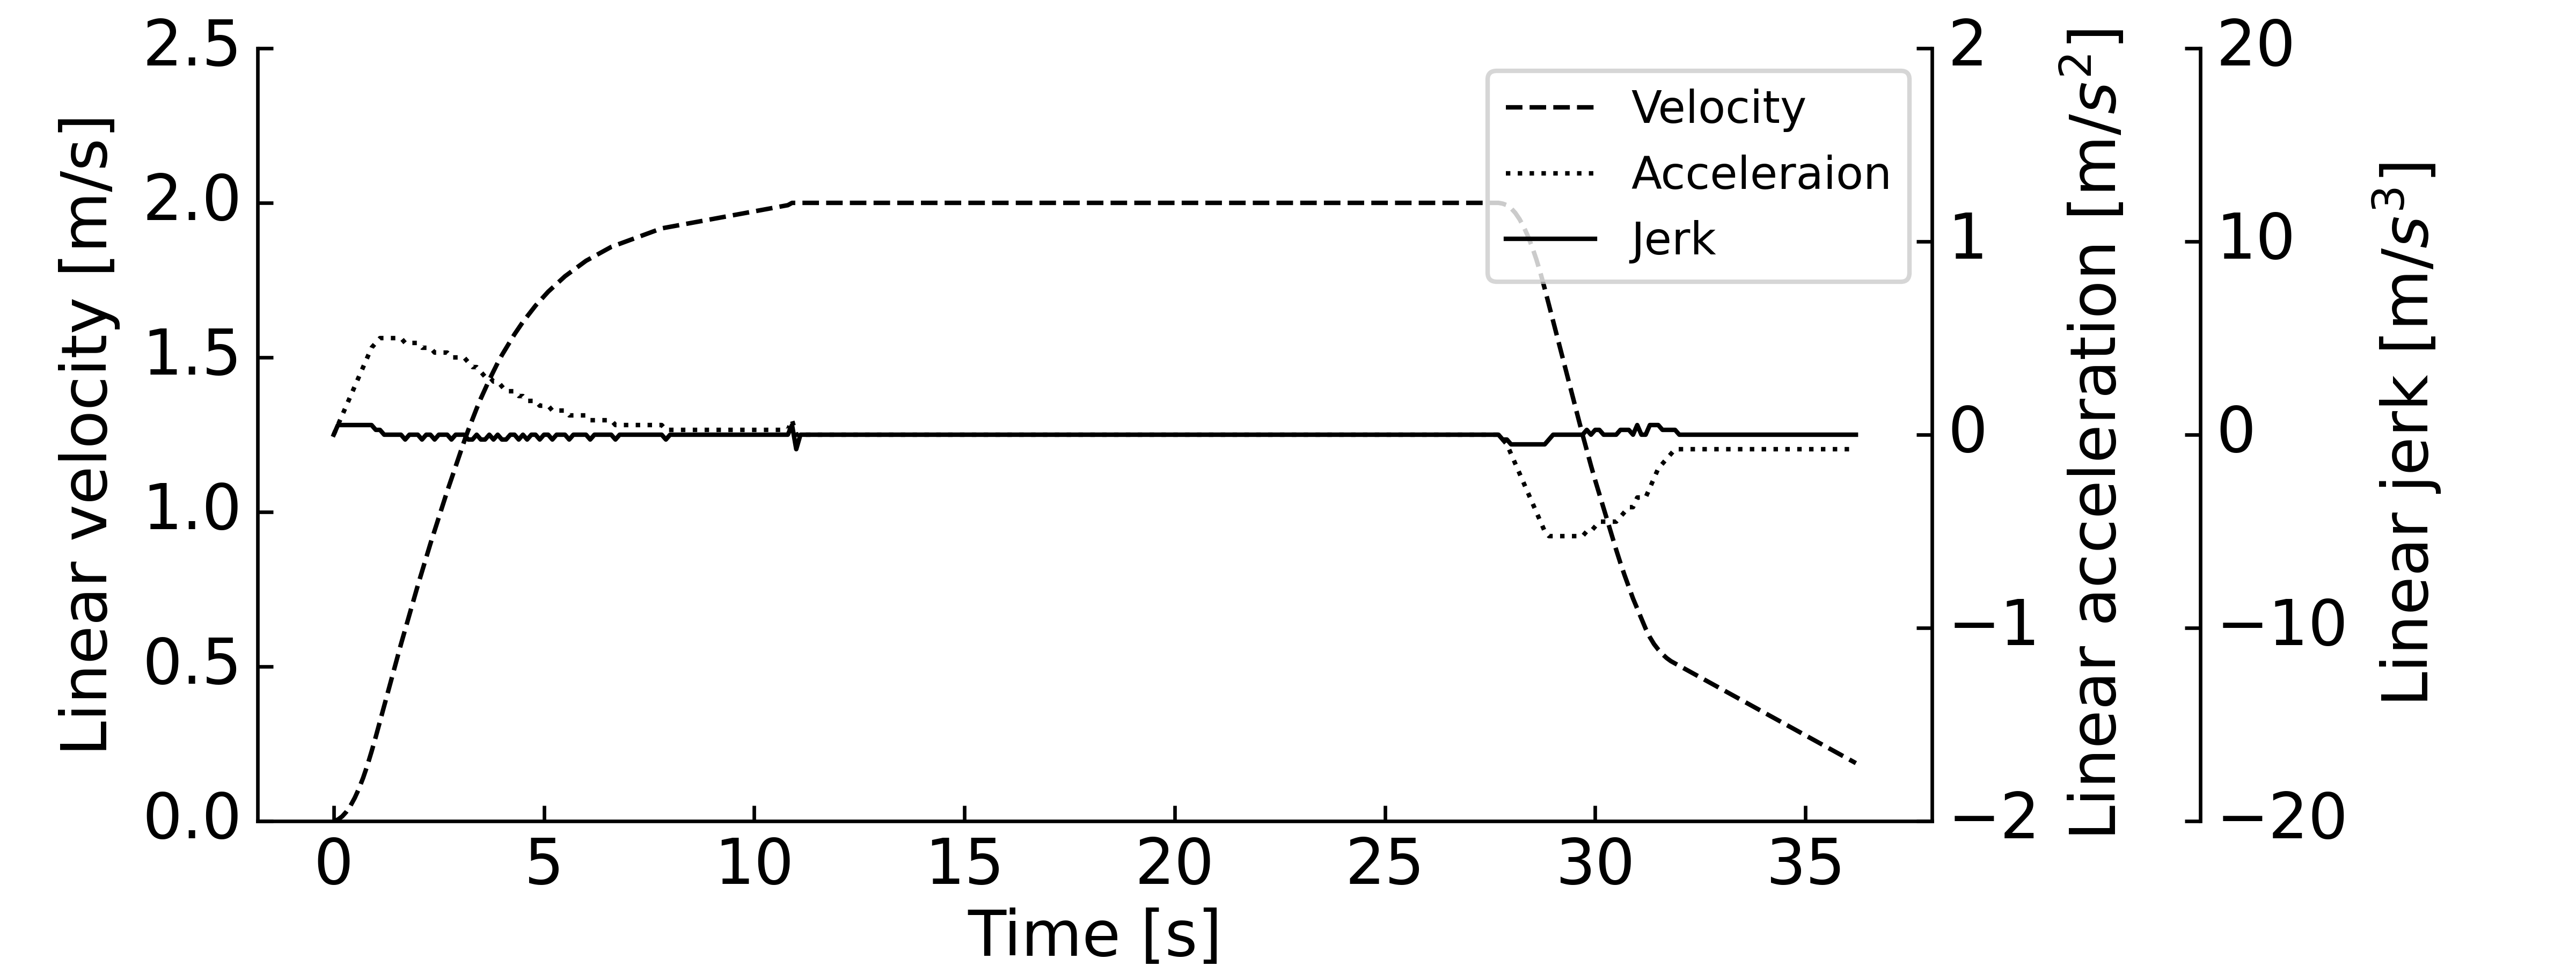 Linear velocity [m/s]
2.5
2.0
1.5
1.0
0.5
0.0
0 5 10 15 20 25 30 35
Time [s]
Velocity
Acceleraion
Jerk
2
1
0
−1
−2
Linear acceleration [m/s²]
20
10
0
−10
−20
Linear jerk [m/s³]